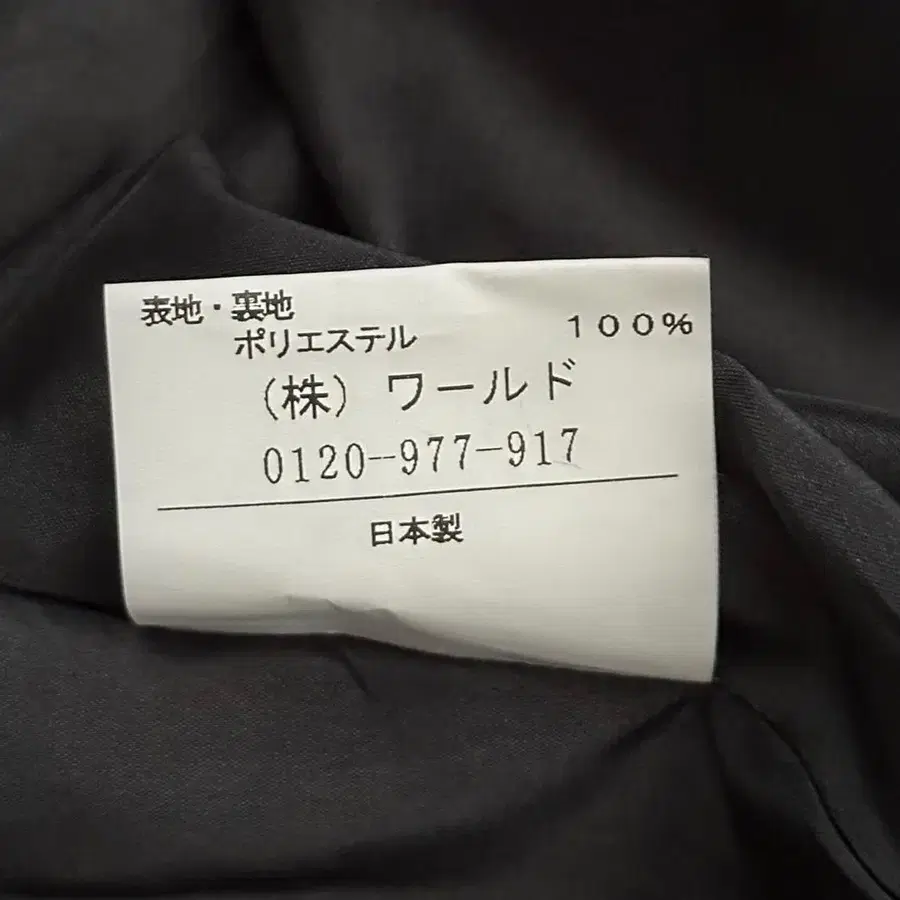 表地・裏地
ポリエステル 100%
(株) ワールド
0120-977-917
日本製